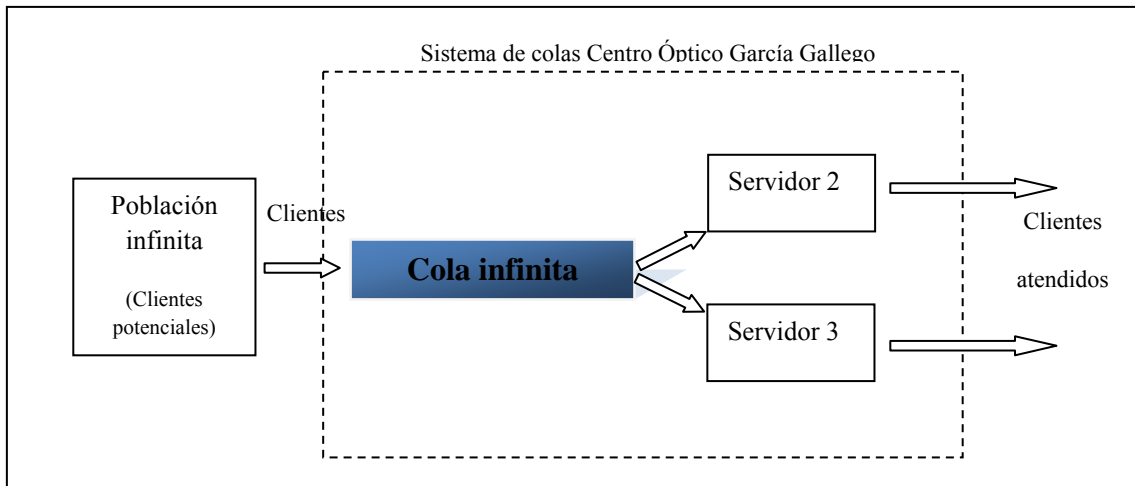 Sistema de colas Centro Óptico García Gallego
Población
infinita
(Clientes
potenciales)
Clientes
Cola infinita
Servidor 2
Servidor 3
Clientes
atendidos